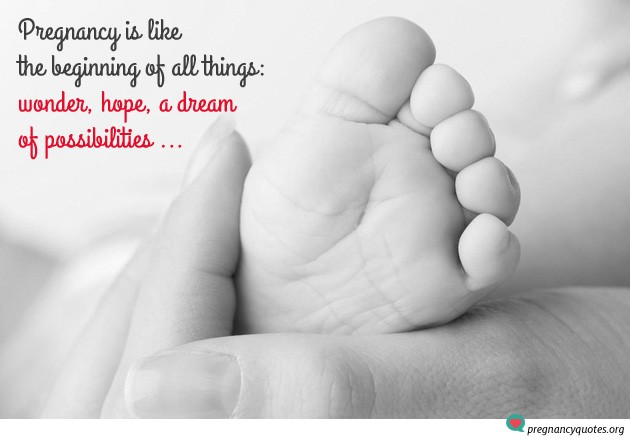 Pregnancy is like
the beginning of all things:
wonder, hope, a dream
of possibilities ...
pregnancyquotes.org